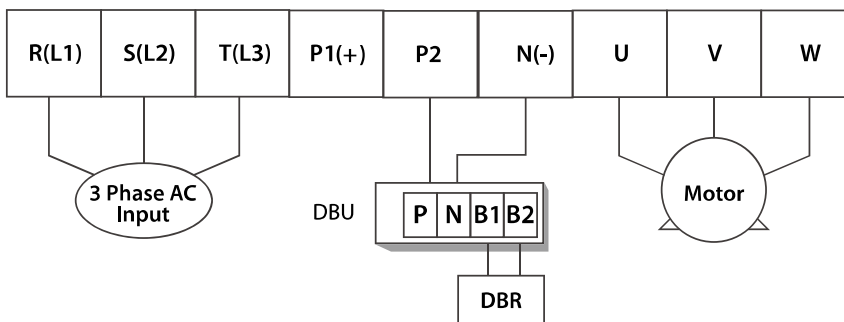 R(L1) S(L2) T(L3) P1(+) P2 N(-) U V W
3 Phase AC
Input
DBU
P N B1 B2
Motor
DBR